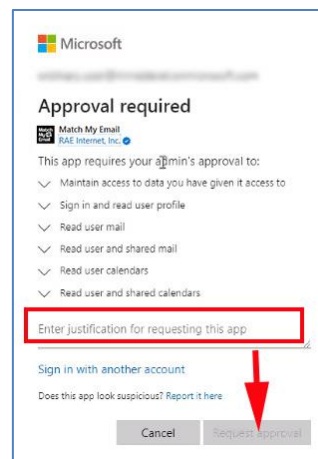 Microsoft
Approval required
Match My Email
Match My Email
RAE Internet, Inc.
This app requires your admin's approval to:
Maintain access to data you have given it access to
Sign in and read user profile
Read user mail
Read user and shared mail
Read user calendars
Read user and shared calendars
Enter justification for requesting this app
Sign in with another account
Does this app look suspicious? Report it here
Cancel Request approval